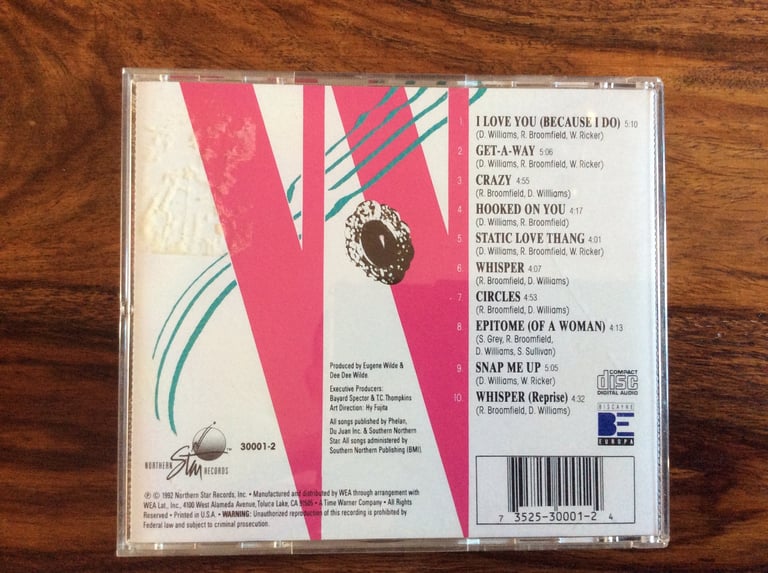 1. I LOVE YOU (BECAUSE I DO) 5:10
(D. Williams, R. Broomfield, W. Ricker)
2. GET-A-WAY 5:06
(D. Williams, R. Broomfield, W. Ricker)
3. CRAZY 4:55
(R. Broomfield, D. Willliams)
4. HOOKED ON YOU 4:17
(D. Williams, R. Broomfield)
5. STATIC LOVE THANG 4:01
(D. Williams, R. Broomfield, W. Ricker)
6. WHISPER 4:07
(R. Broomfield, D. Williams)
7. CIRCLES 4:53
(R. Broomfield, D. Williams)
8. EPITOME (OF A WOMAN) 4:13
(S. Grey, R. Broomfield,
D. Williams, S. Sullivan)
9. SNAP ME UP 5:05
(D. Williams, W. Ricker)
10. WHISPER (Reprise) 4:32
(R. Broomfield, D. Williams)
Produced by Eugene Wilde &
Dee Dee Wilde.
Executive Producers:
Bayard Spector & T.C. Thompkins
Art Direction: Hy Fujita
All songs published by Phelan,
Du Juan Inc. & Southern Northern
Star. All songs administered by
Southern Northern Publishing (BMI).
COMPACT
disc
DIGITAL AUDIO
BISCAYNE
BE
EUROPA
NORTHERN
Star RECORDS
30001-2
℗ © 1992 Northern Star Records, Inc. • Manufactured and distributed by WEA through arrangement with
WEA Lat., Inc., 4100 West Alameda Avenue, Toluca Lake, CA 91505 • A Time Warner Company • All Rights
Reserved • Printed in U.S.A. • WARNING: Unauthorized reproduction of this recording is prohibited by
Federal law and subject to criminal prosecution.
7 3525-30001-2 4